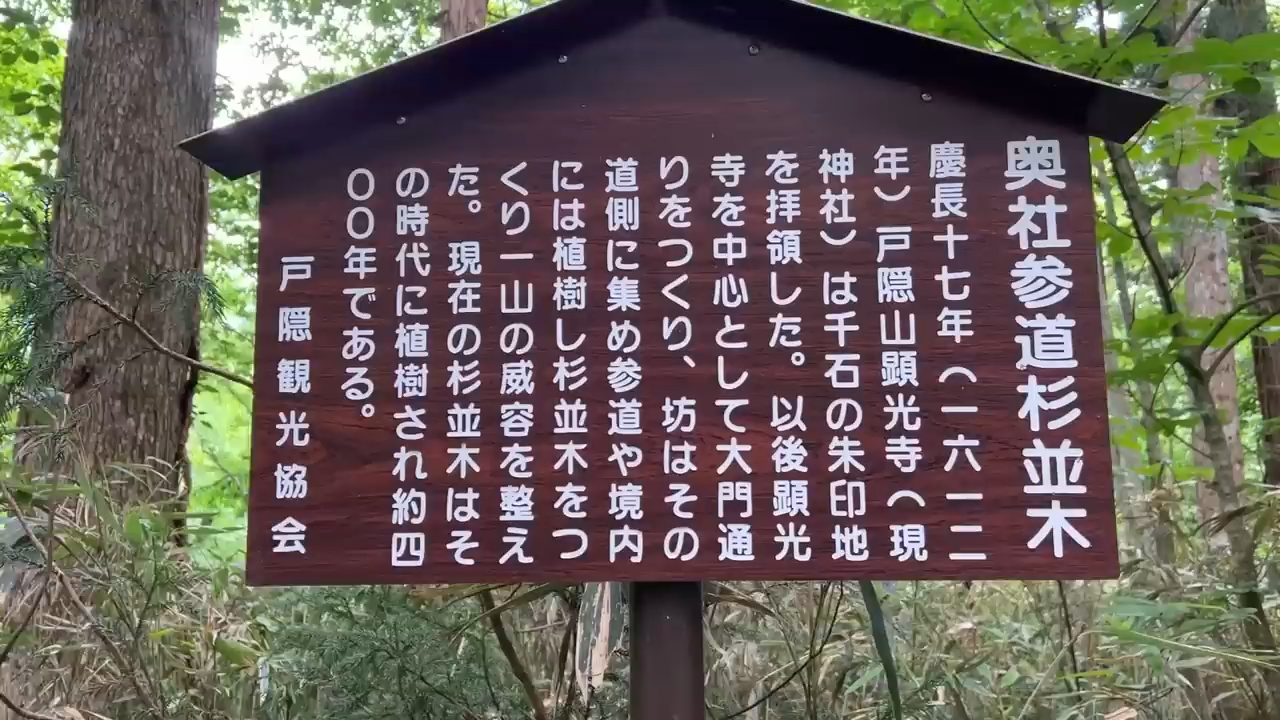 奥社参道杉並木
慶長十七年（一六一二
年）戸隠山顕光寺（現
神社）は千石の朱印地
を拝領した。以後顕光
寺を中心として大門通
りをつくり、坊はその
道側に集め参道や境内
には植樹し杉並木をつ
くり一山の威容を整え
た。現在の杉並木はそ
の時代に植樹され約四
〇〇年である。
戸隠観光協会